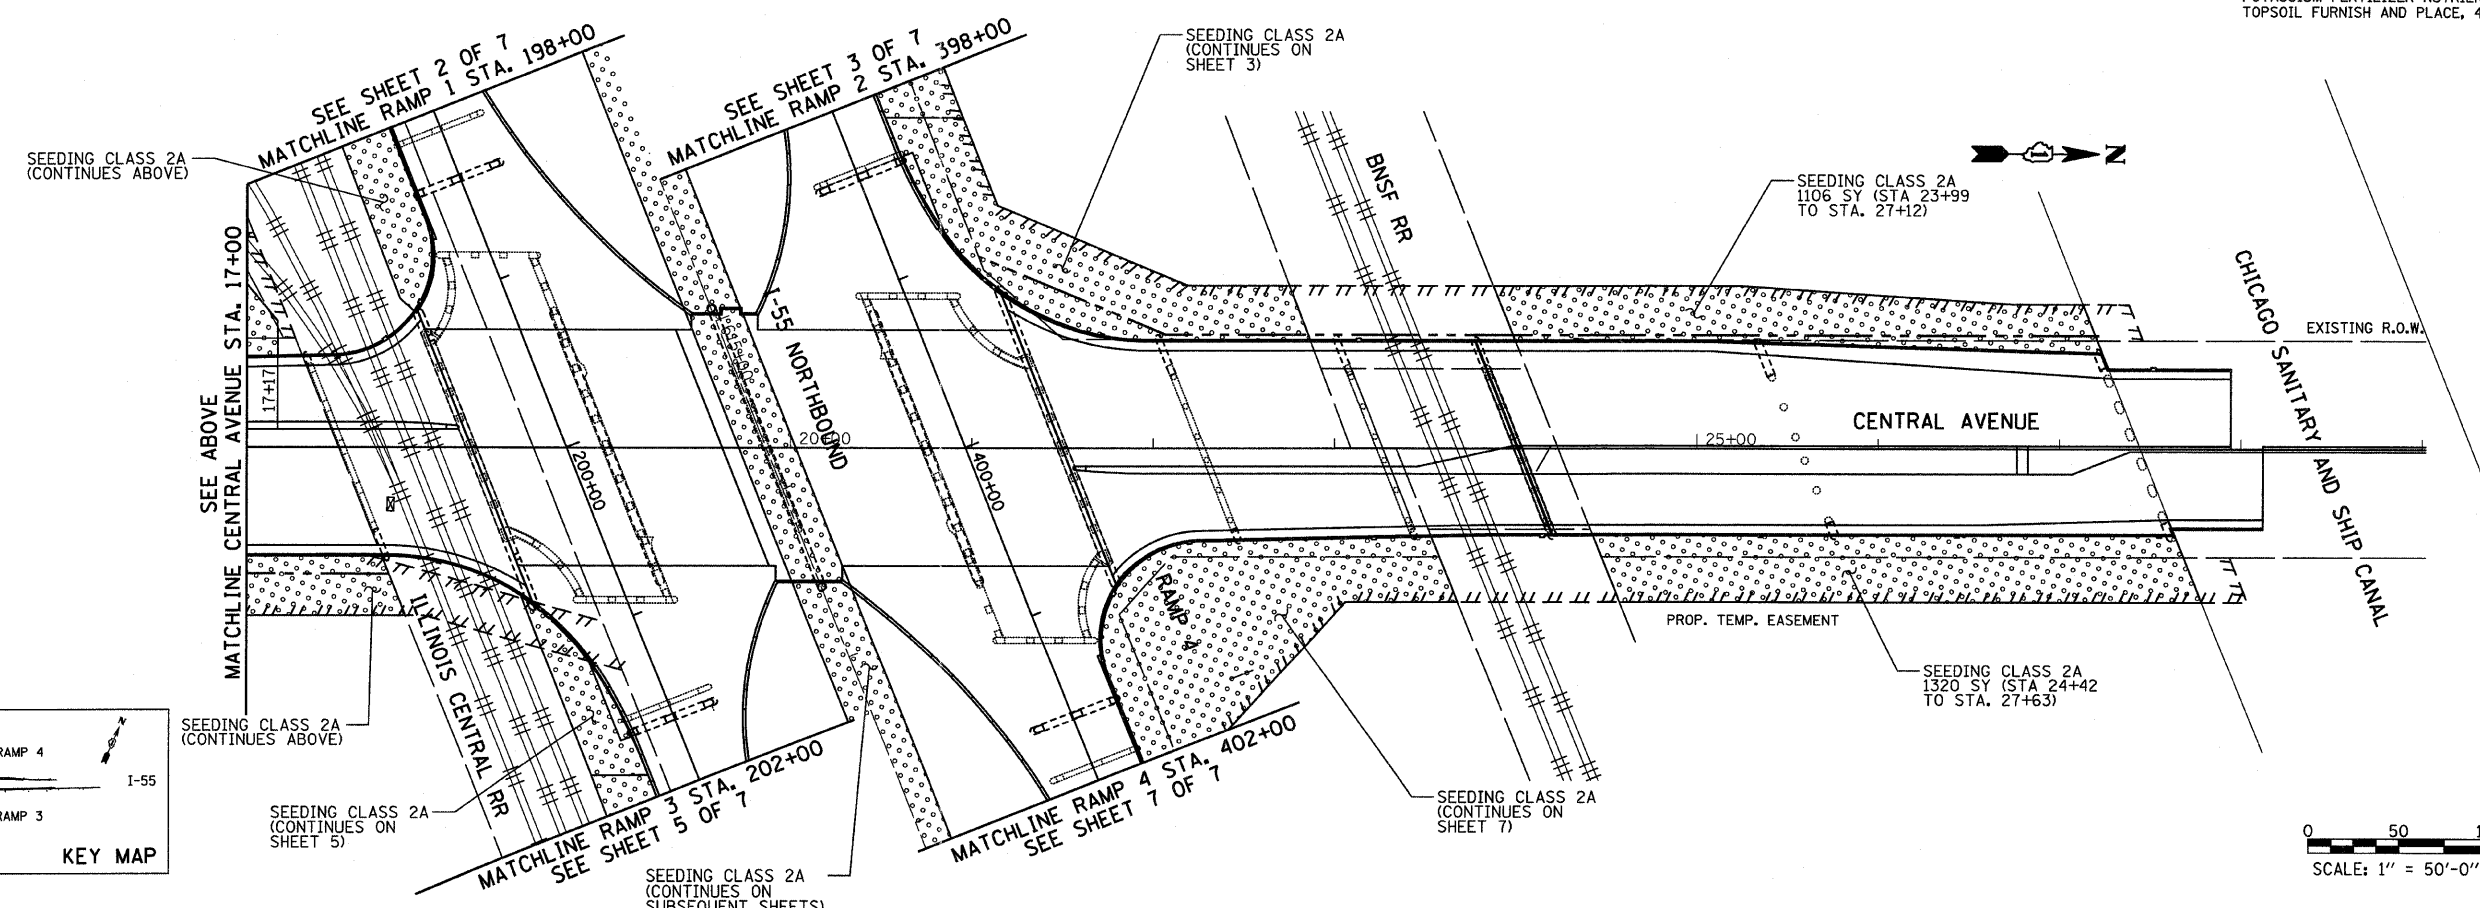 TOPSOIL FURNISH AND PLACE, 4
SEE SHEET 2 OF 7
MATCHLINE RAMP 1 STA. 198+00
SEE SHEET 3 OF 7
MATCHLINE RAMP 2 STA. 398+00
SEEDING CLASS 2A
(CONTINUES ON
SHEET 3)
SEEDING CLASS 2A
(CONTINUES ABOVE)
BNSF RR
N
SEEDING CLASS 2A
1106 SY (STA 23+99
TO STA. 27+12)
SEE ABOVE
MATCHLINE CENTRAL AVENUE STA. 17+00
17+17
I-55 NORTHBOUND
CHICAGO SANITARY AND SHIP CANAL
EXISTING R.O.W.
CENTRAL AVENUE
20+00
25+00
200+00
400+00
RAMP 4
ILLINOIS CENTRAL RR
PROP. TEMP. EASEMENT
SEEDING CLASS 2A
1320 SY (STA 24+42
TO STA. 27+63)
SEEDING CLASS 2A
(CONTINUES ABOVE)
N
RAMP 4
I-55
RAMP 3
KEY MAP
SEEDING CLASS 2A
(CONTINUES ON
SHEET 5)
MATCHLINE RAMP 3 STA. 202+00
SEE SHEET 5 OF 7
MATCHLINE RAMP 4 STA. 402+00
SEE SHEET 7 OF 7
SEEDING CLASS 2A
(CONTINUES ON
SHEET 7)
SEEDING CLASS 2A
(CONTINUES ON
SUBSEQUENT SHEETS)
0 50 1
SCALE: 1" = 50'-0"